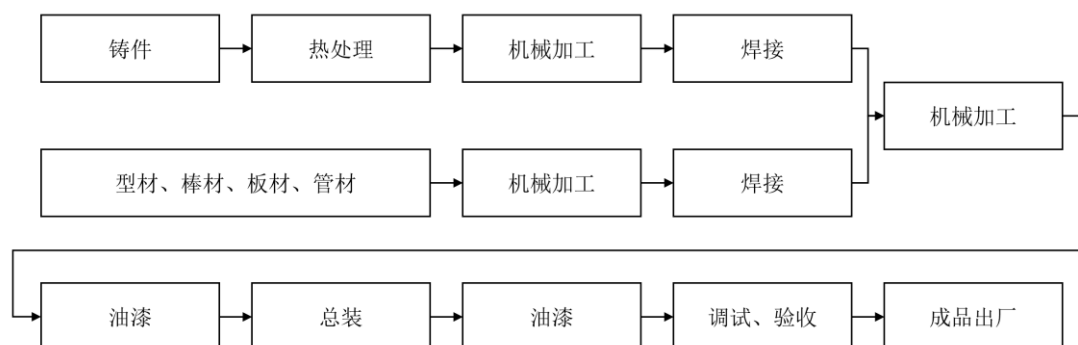 铸件
热处理
机械加工
焊接
机械加工
型材、棒材、板材、管材
机械加工
焊接
油漆
总装
油漆
调试、验收
成品出厂